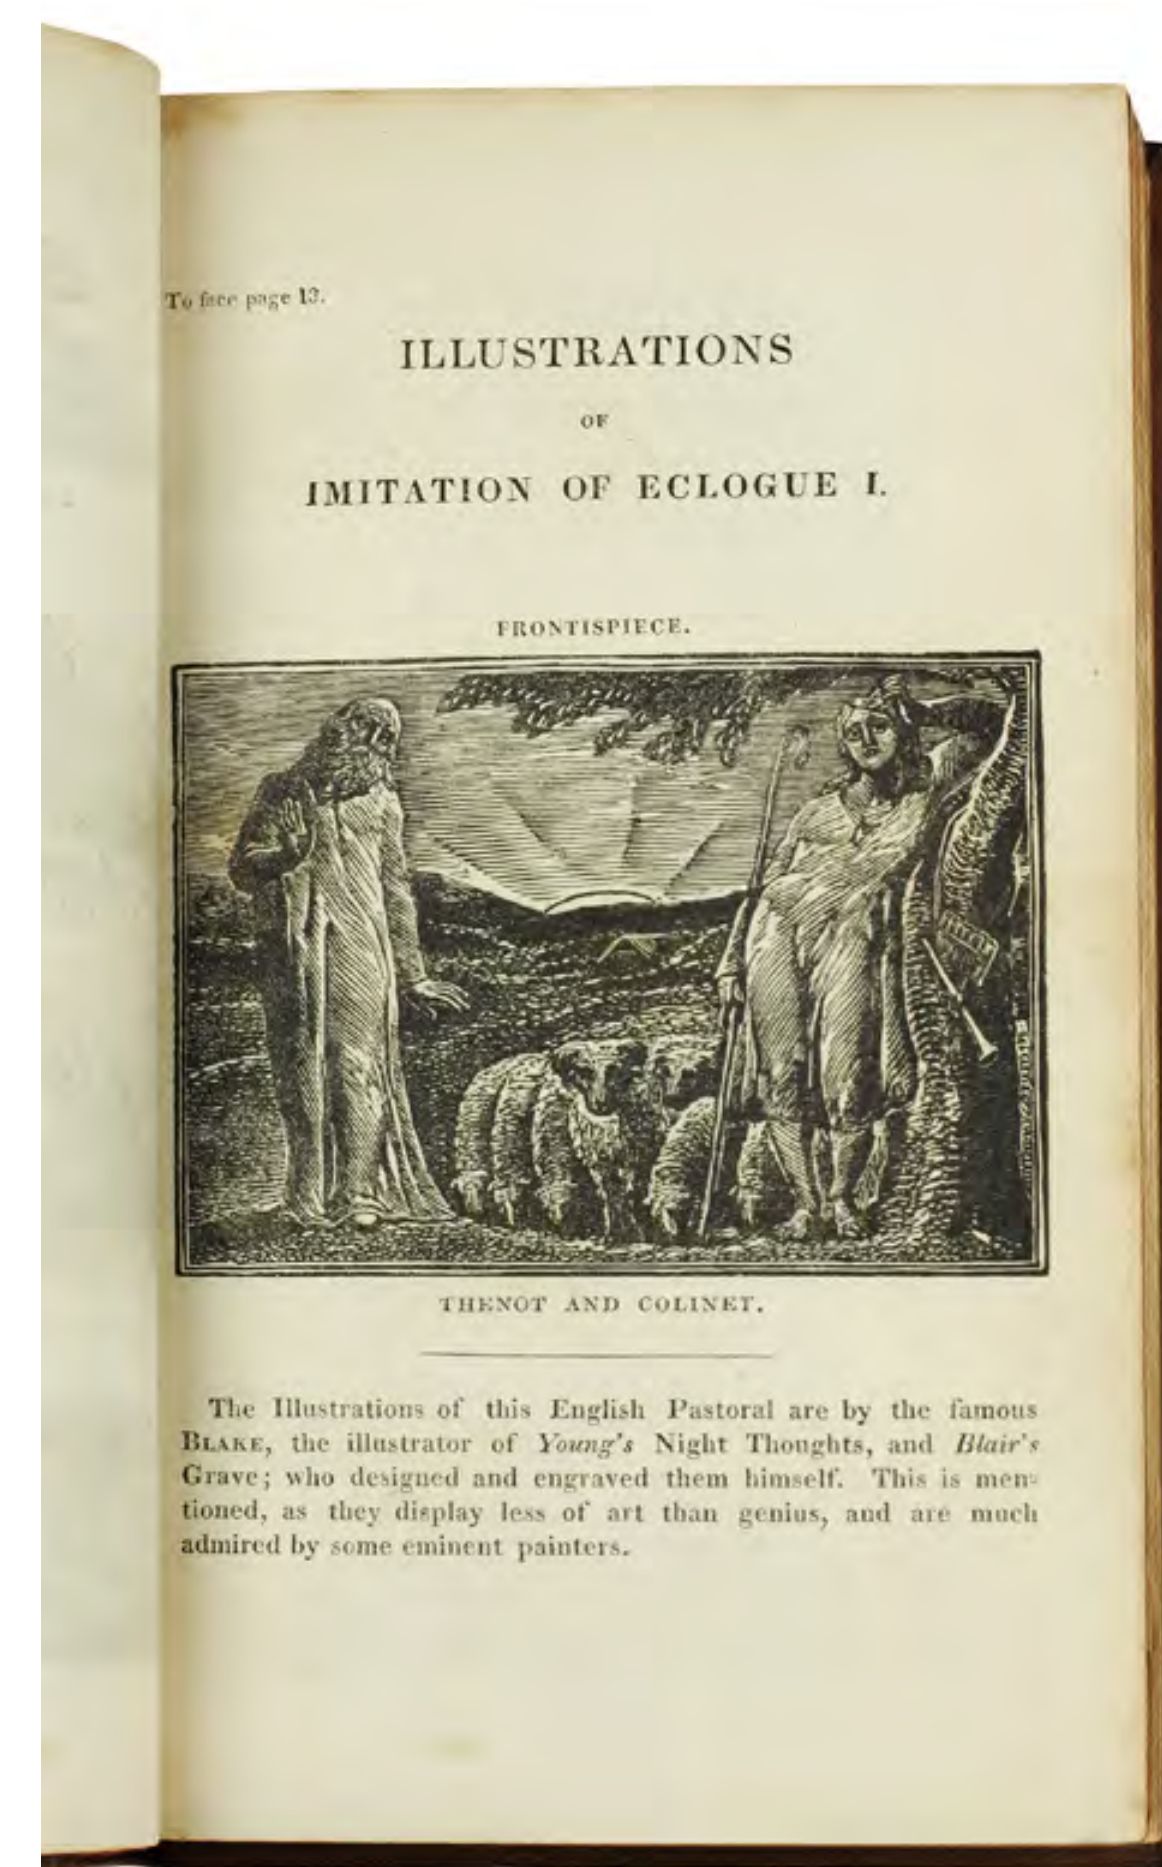 To face page 13.
ILLUSTRATIONS
OF
IMITATION OF ECLOGUE I.
FRONTISPIECE.
THENOT AND COLINET.
The Illustrations of this English Pastoral are by the famous
BLAKE, the illustrator of Young's Night Thoughts, and Blair's
Grave; who designed and engraved them himself. This is men-
tioned, as they display less of art than genius, and are much
admired by some eminent painters.